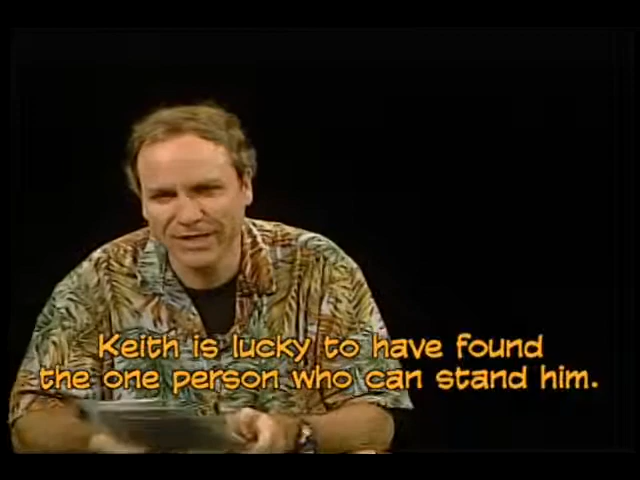 Keith is lucky to have found
the one person who can stand him.